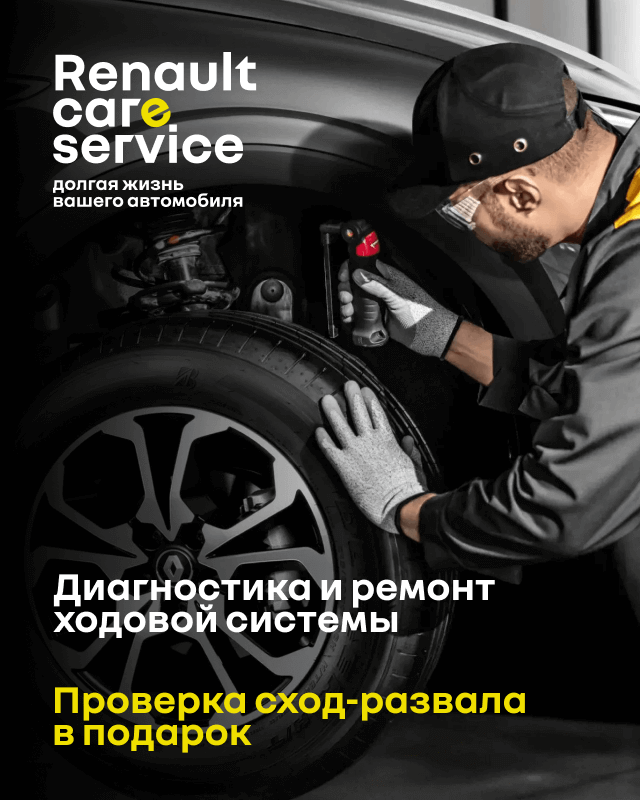 Renault
care
service
долгая жизнь
вашего автомобиля
Диагностика и ремонт
ходовой системы
Проверка сход-развала
в подарок